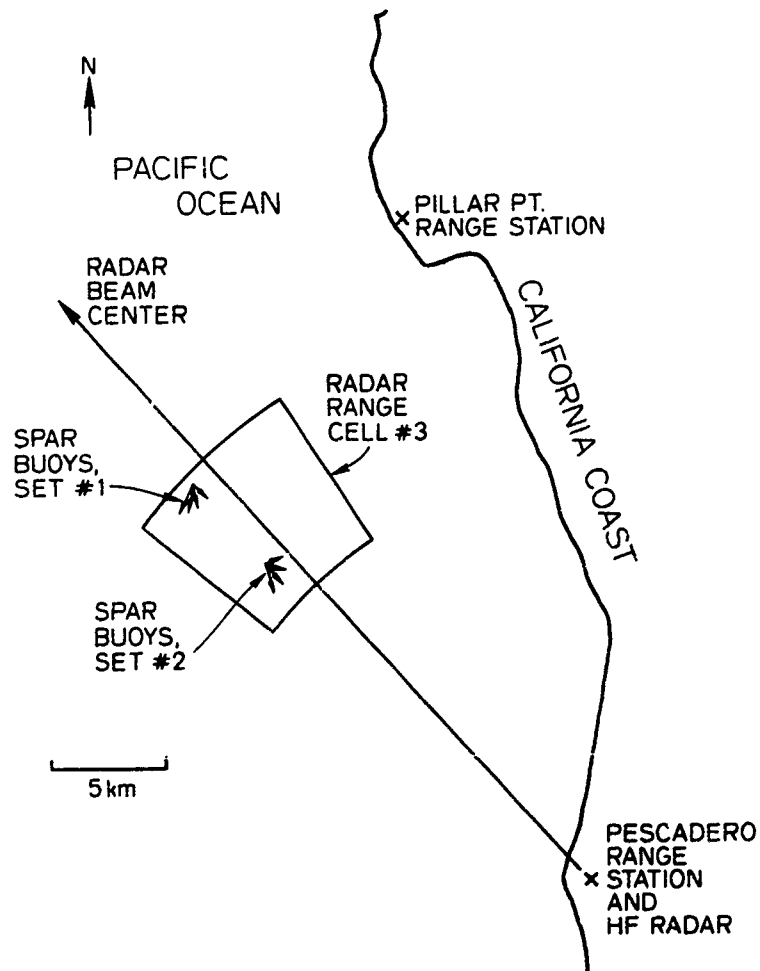 N
PACIFIC
OCEAN
PILLAR PT.
RANGE STATION
RADAR
BEAM
CENTER
CALIFORNIA COAST
RADAR
RANGE
CELL #3
SPAR
BUOYS,
SET #1
SPAR
BUOYS,
SET #2
5 km
PESCADERO
RANGE
STATION
AND
HF RADAR